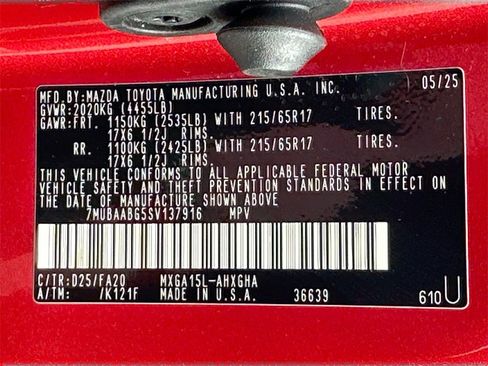 MFD.BY:MAZDA TOYOTA MANUFACTURING U.S.A. INC. 05/25
GVWR:2020KG (4455LB)
GAWR:FRT. 1150KG (2535LB) WITH 215/65R17 TIRES.
17X6 1/2J RIMS.
RR. 1100KG (2425LB) WITH 215/65R17 TIRES.
17X6 1/2J RIMS.
THIS VEHICLE CONFORMS TO ALL APPLICABLE FEDERAL MOTOR
VEHICLE SAFETY AND THEFT PREVENTION STANDARDS IN EFFECT ON
THE DATE OF MANUFACTURE SHOWN ABOVE.
7MUBAABG5SV137916 MPV
C/TR:D25/FA20 MXGA15L-AHXGHA
A/TM: /K121F MADE IN U.S.A. 36639 610U